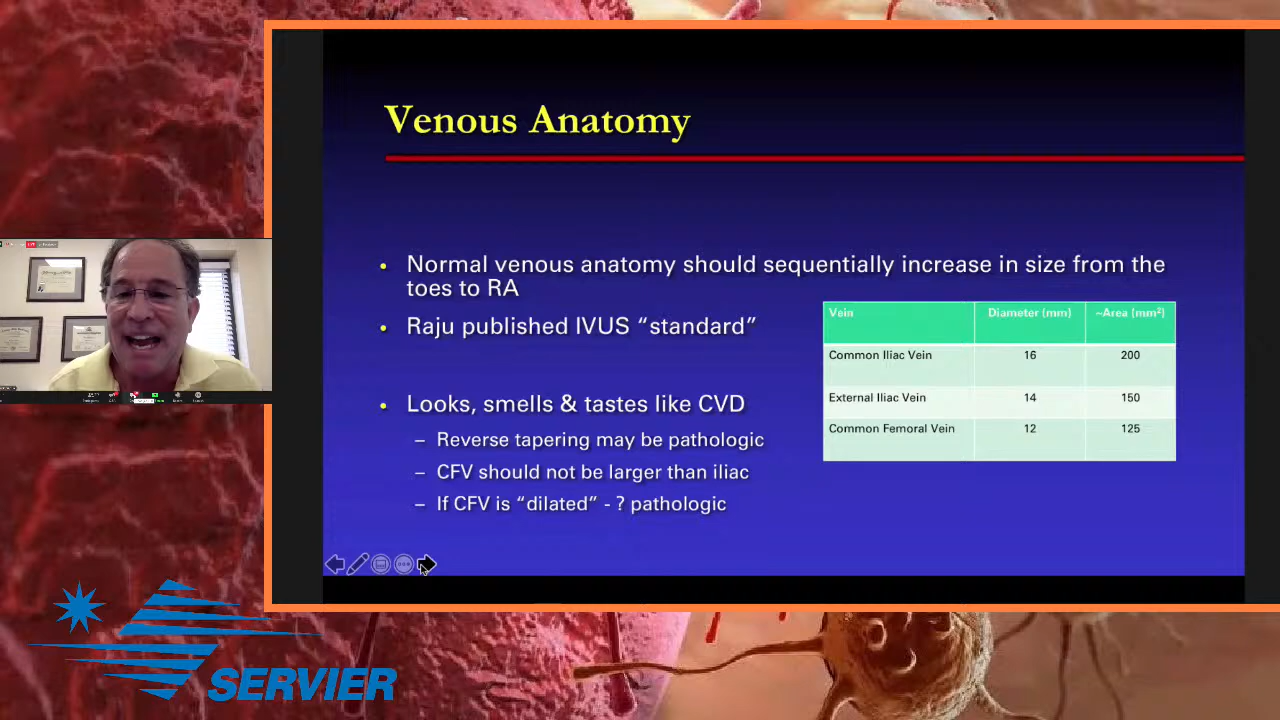 Venous Anatomy
• Normal venous anatomy should sequentially increase in size from the
toes to RA
• Raju published IVUS “standard”
Vein Diameter (mm) ~Area (mm²)
Common Iliac Vein 16 200
External Iliac Vein 14 150
Common Femoral Vein 12 125
• Looks, smells & tastes like CVD
– Reverse tapering may be pathologic
– CFV should not be larger than iliac
– If CFV is “dilated” - ? pathologic
SERVIER